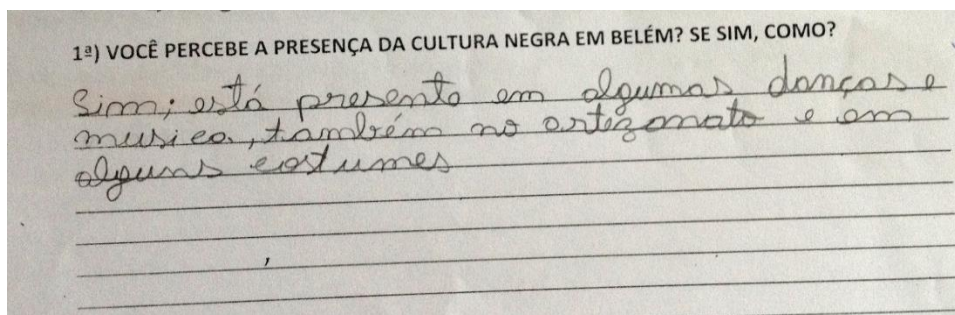 1ª) VOCÊ PERCEBE A PRESENÇA DA CULTURA NEGRA EM BELÉM? SE SIM, COMO?
Sim; está presente em algumas danças e
musica, também no artezanato e em
alguns costumes